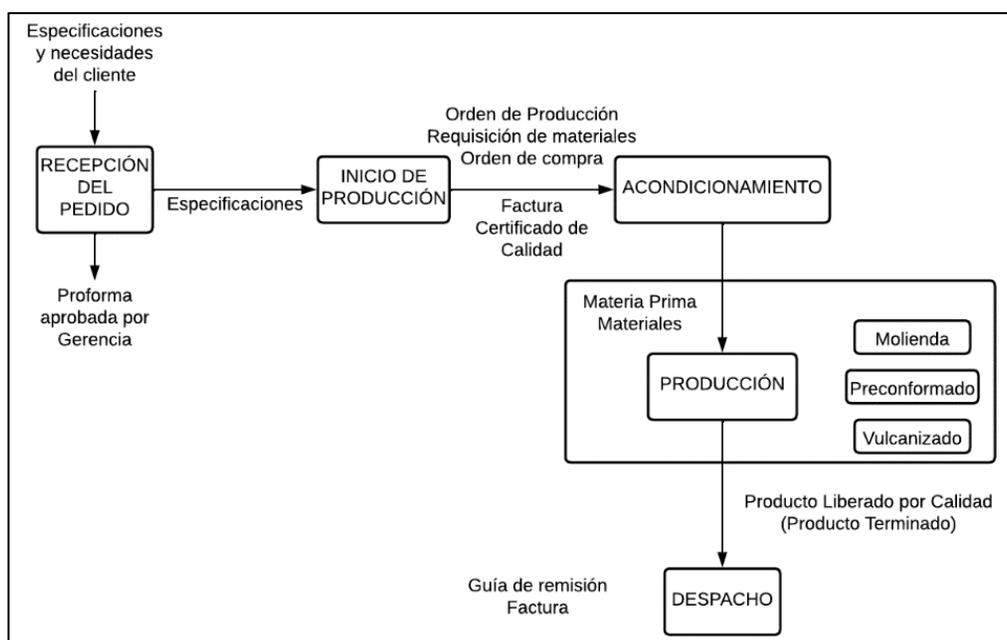 Especificaciones
y necesidades
del cliente
RECEPCIÓN
DEL
PEDIDO
Especificaciones
Proforma
aprobada por
Gerencia
INICIO DE
PRODUCCIÓN
Orden de Producción
Requisición de materiales
Orden de compra
Factura
Certificado de
Calidad
ACONDICIONAMIENTO
Materia Prima
Materiales
PRODUCCIÓN
Molienda
Preconformado
Vulcanizado
Producto Liberado por Calidad
(Producto Terminado)
Guía de remisión
Factura
DESPACHO